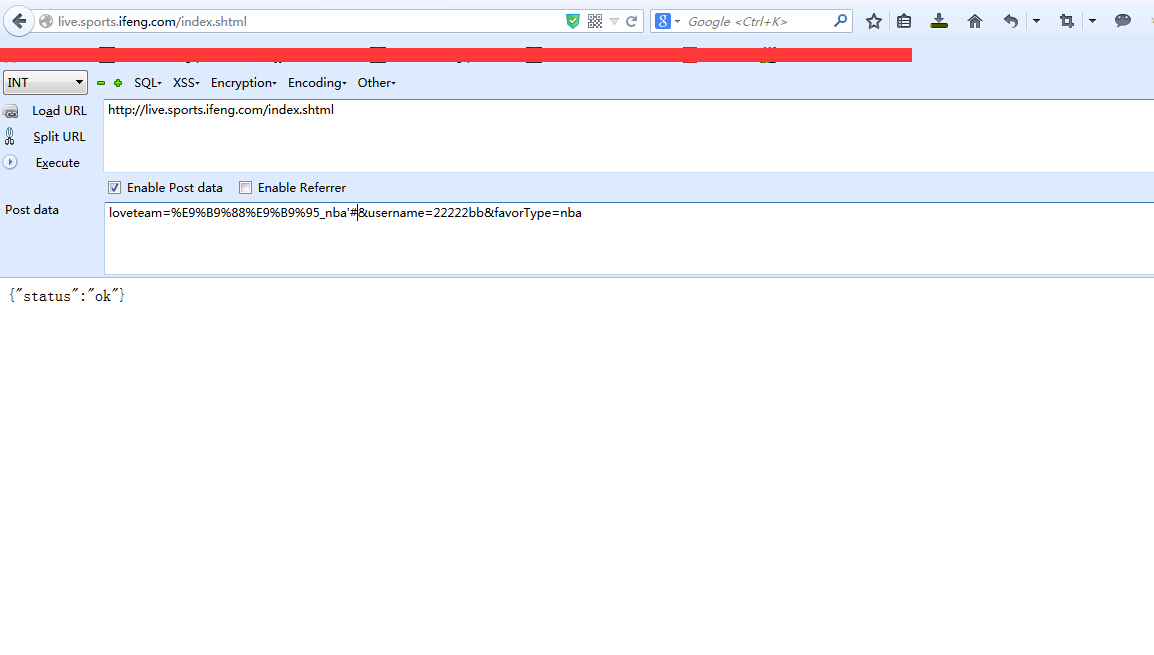 live.sports.ifeng.com/index.shtml
8
Google <Ctrl+K>
INT
SQL
XSS
Encryption
Encoding
Other
Load URL
http://live.sports.ifeng.com/index.shtml
Split URL
Execute
Enable Post data
Enable Referrer
Post data
loveteam=%E9%B9%88%E9%B9%95_nba'#&username=22222bb&favorType=nba
{"status":"ok"}